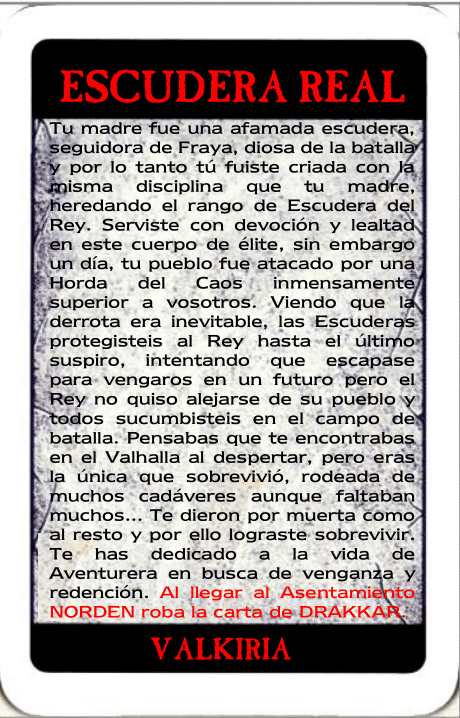 ESCUDERA REAL
Tu madre fue una afamada escudera,
seguidora de Fraya, diosa de la batalla
y por lo tanto tú fuiste criada con la
misma disciplina que tu madre,
heredando el rango de Escudera del
Rey. Serviste con devoción y lealtad
en este cuerpo de élite, sin embargo
un día, tu pueblo fue atacado por una
Horda del Caos inmensamente
superior a vosotros. Viendo que la
derrota era inevitable, las Escuderas
protegisteis al Rey hasta el último
suspiro, intentando que escapase
para vengaros en un futuro pero el
Rey no quiso alejarse de su pueblo y
todos sucumbisteis en el campo de
batalla. Pensabas que te encontrabas
en el Valhalla al despertar, pero eras
la única que sobrevivió, rodeada de
muchos cadáveres aunque faltaban
muchos... Te dieron por muerta como
al resto y por ello lograste sobrevivir.
Te has dedicado a la vida de
Aventurera en busca de venganza y
redención. Al llegar al Asentamiento
NORDEN roba la carta de DRAKKAR.
VALKIRIA